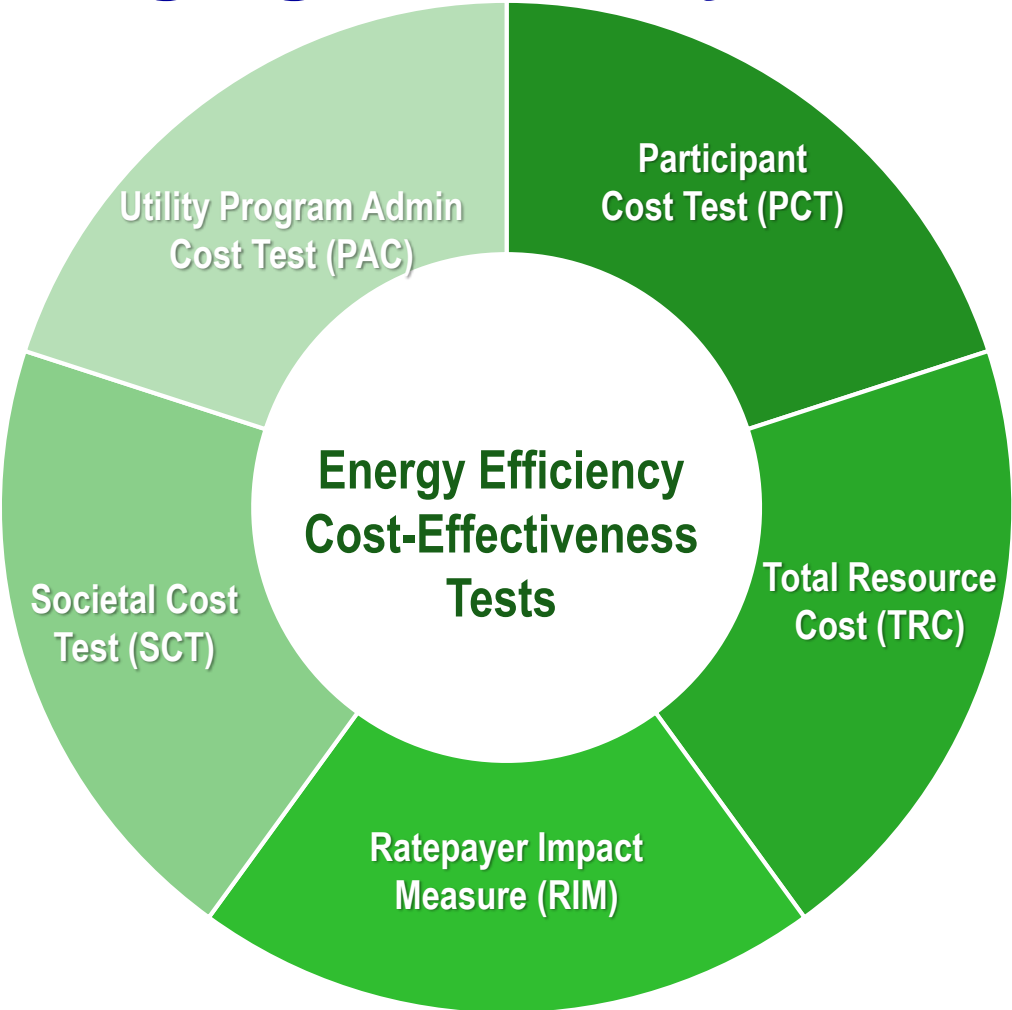 Participant
Cost Test (PCT)
Total Resource
Cost (TRC)
Ratepayer Impact
Measure (RIM)
Societal Cost
Test (SCT)
Utility Program Admin
Cost Test (PAC)
Energy Efficiency
Cost-Effectiveness
Tests